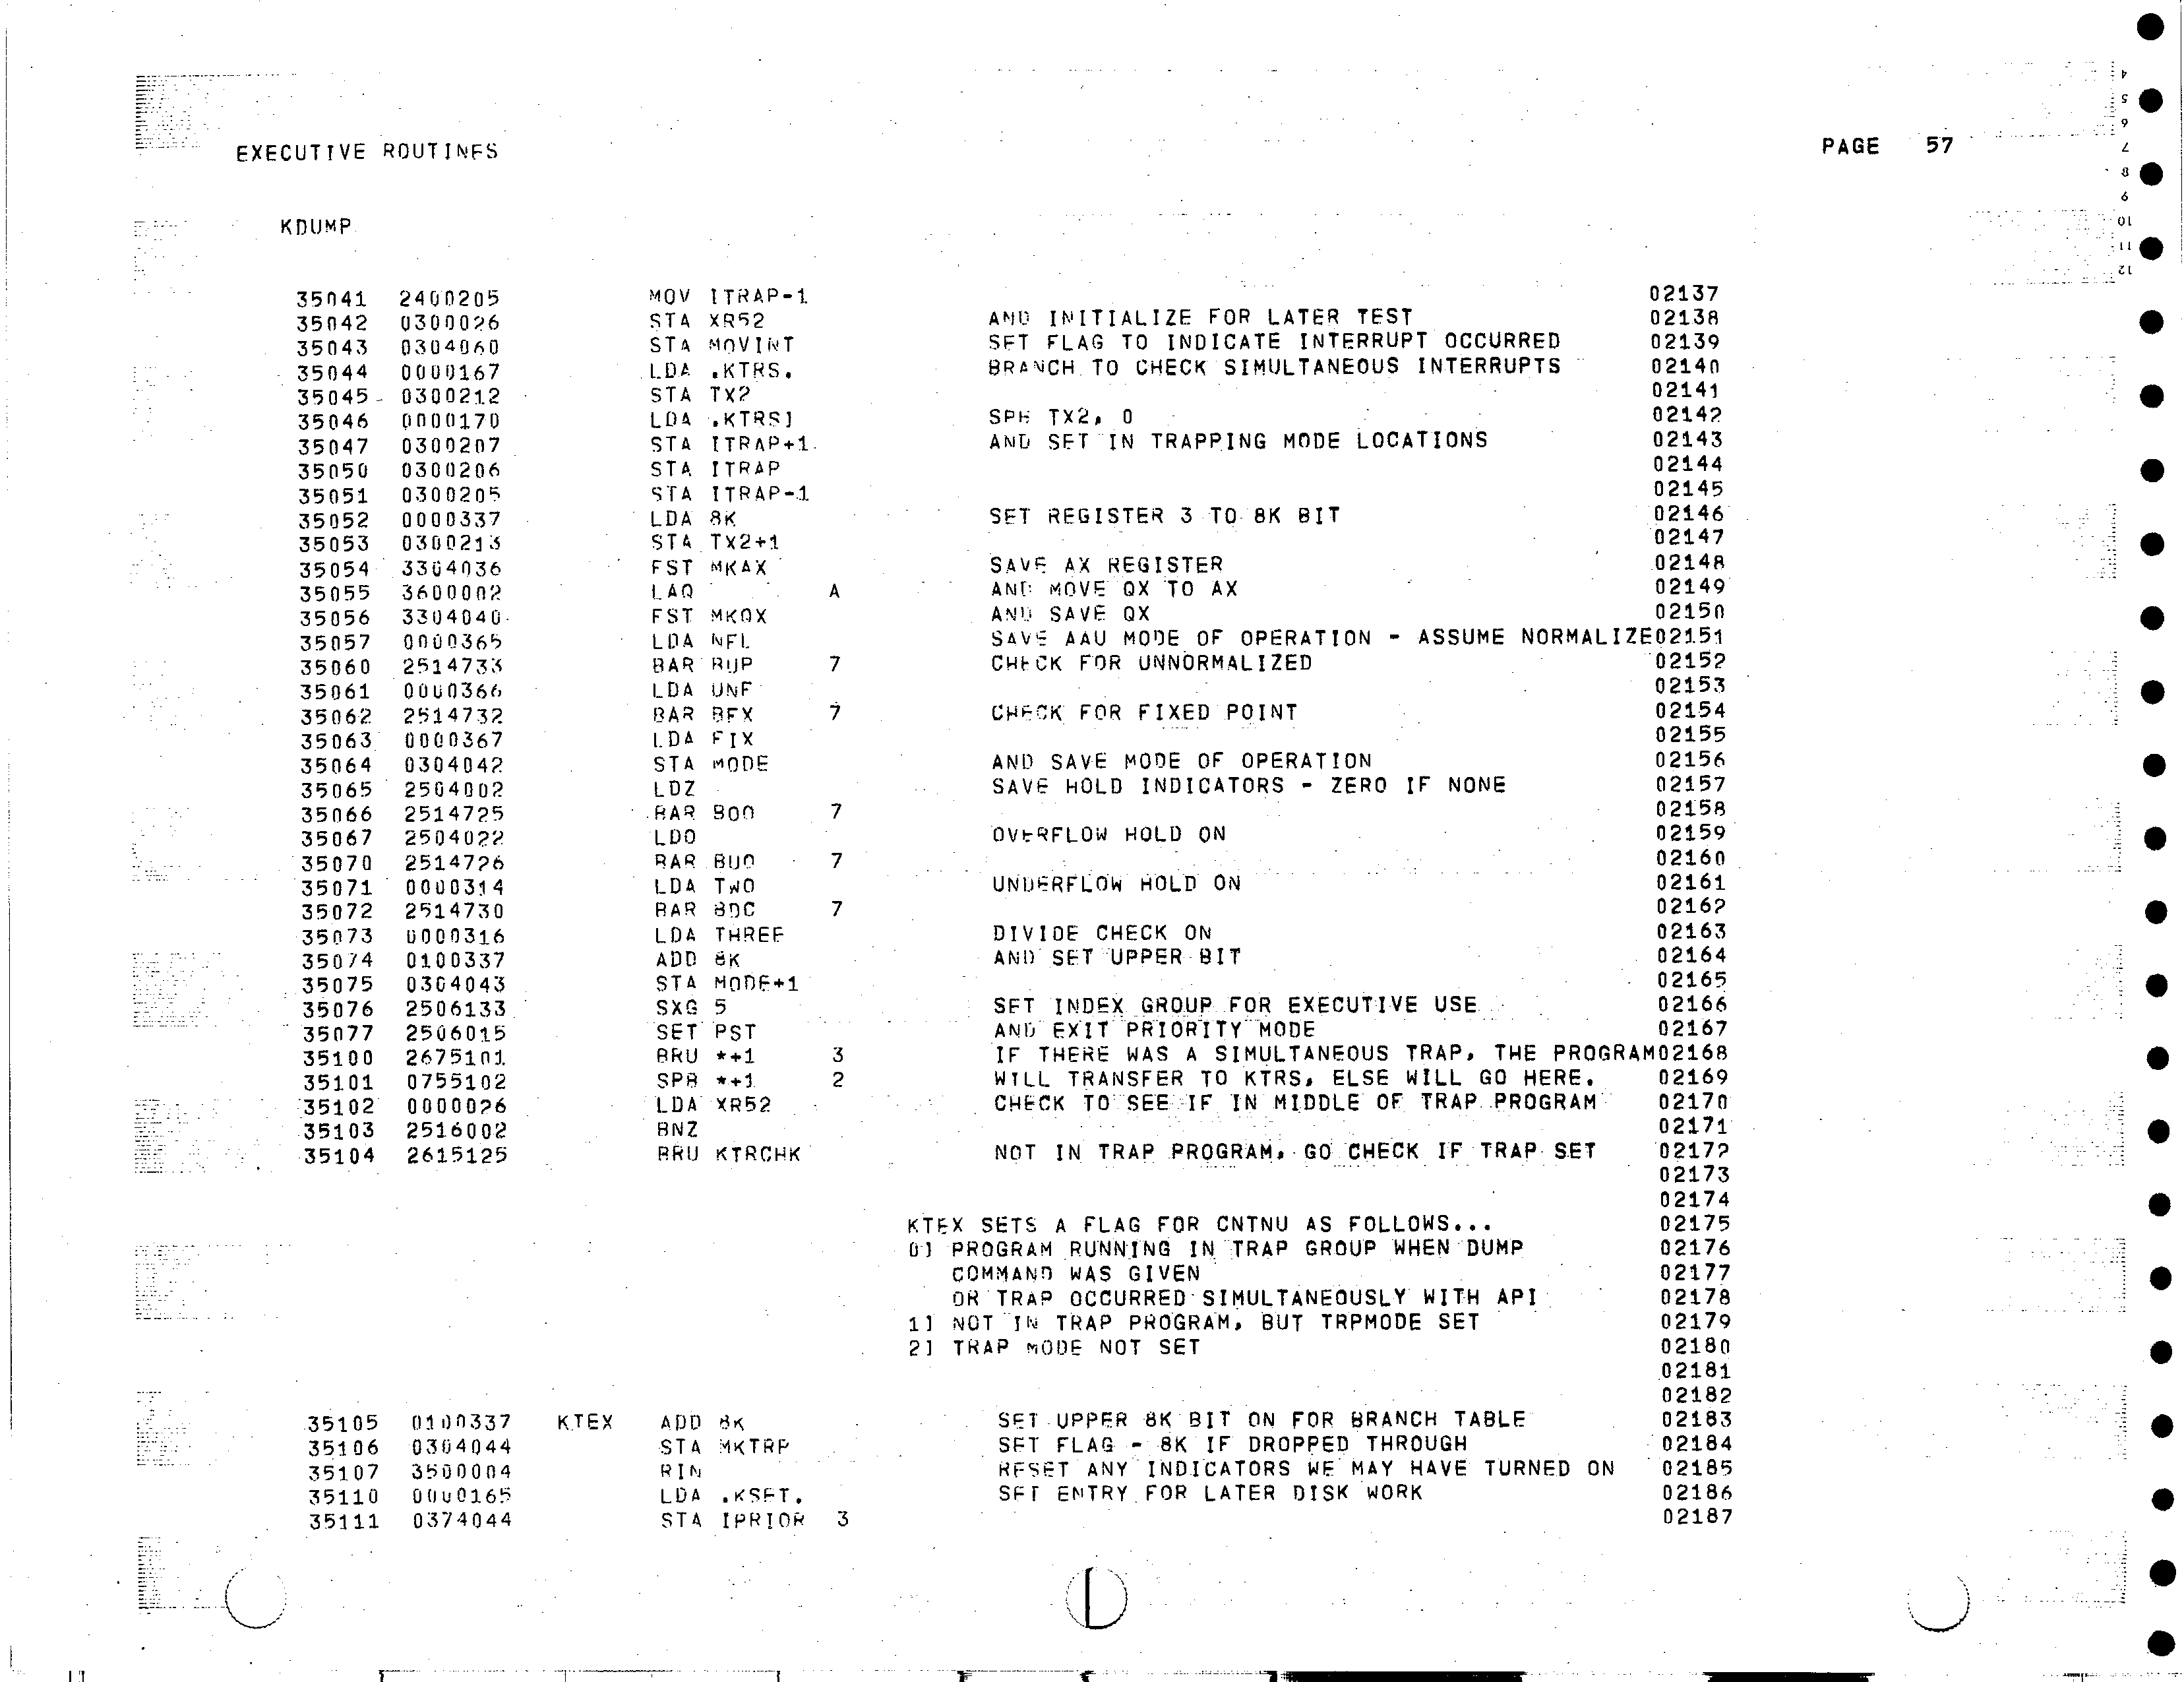 EXECUTIVE ROUTINES PAGE 57
KDUMP
35041 2400205 MOV ITRAP-1 02137
35042 0300026 STA XR52 AND INITIALIZE FOR LATER TEST 02138
35043 0304060 STA MOVINT SET FLAG TO INDICATE INTERRUPT OCCURRED 02139
35044 0000167 LDA .KTRS. BRANCH TO CHECK SIMULTANEOUS INTERRUPTS 02140
35045 0300212 STA TX2 02141
35046 0000170 LDA .KTRS] SPB TX2, 0 02142
35047 0300207 STA ITRAP+1 AND SET IN TRAPPING MODE LOCATIONS 02143
35050 0300206 STA ITRAP 02144
35051 0300205 STA ITRAP-1 02145
35052 0000337 LDA 8K SET REGISTER 3 TO 8K BIT 02146
35053 0300213 STA TX2+1 02147
35054 3304036 FST MKAX SAVE AX REGISTER 02148
35055 3600002 LAQ A AND MOVE QX TO AX 02149
35056 3304040 FST MKQX AND SAVE QX 02150
35057 0000365 LDA NFL SAVE AAU MODE OF OPERATION - ASSUME NORMALIZE02151
35060 2514733 BAR BUP 7 CHECK FOR UNNORMALIZED 02152
35061 0000366 LDA UNF 02153
35062 2514732 BAR BFX 7 CHECK FOR FIXED POINT 02154
35063 0000367 LDA FIX 02155
35064 0304042 STA MODE AND SAVE MODE OF OPERATION 02156
35065 2504002 LDZ SAVE HOLD INDICATORS - ZERO IF NONE 02157
35066 2514725 BAR BOO 7 02158
35067 2504022 LDO OVERFLOW HOLD ON 02159
35070 2514726 BAR BUO 7 02160
35071 0000314 LDA TWO UNDERFLOW HOLD ON 02161
35072 2514730 BAR BDC 7 02162
35073 0000316 LDA THREE DIVIDE CHECK ON 02163
35074 0100337 ADD 8K AND SET UPPER BIT 02164
35075 0304043 STA MODE+1 02165
35076 2506133 SXG 5 SET INDEX GROUP FOR EXECUTIVE USE 02166
35077 2506015 SET PST AND EXIT PRIORITY MODE 02167
35100 2675101 BRU *+1 3 IF THERE WAS A SIMULTANEOUS TRAP, THE PROGRAM02168
35101 0755102 SPB *+1 2 WILL TRANSFER TO KTRS, ELSE WILL GO HERE. 02169
35102 0000026 LDA XR52 CHECK TO SEE IF IN MIDDLE OF TRAP PROGRAM 02170
35103 2516002 BNZ 02171
35104 2615125 BRU KTRCHK NOT IN TRAP PROGRAM, GO CHECK IF TRAP SET 02172
02173
02174
KTEX SETS A FLAG FOR CNTNU AS FOLLOWS... 02175
0] PROGRAM RUNNING IN TRAP GROUP WHEN DUMP 02176
COMMAND WAS GIVEN 02177
OR TRAP OCCURRED SIMULTANEOUSLY WITH API 02178
1] NOT IN TRAP PROGRAM, BUT TRPMODE SET 02179
2] TRAP MODE NOT SET 02180
02181
02182
35105 0100337 KTEX ADD 8K SET UPPER 8K BIT ON FOR BRANCH TABLE 02183
35106 0304044 STA MKTRP SET FLAG - 8K IF DROPPED THROUGH 02184
35107 3500004 RIN RESET ANY INDICATORS WE MAY HAVE TURNED ON 02185
35110 0000165 LDA .KSET. SET ENTRY FOR LATER DISK WORK 02186
35111 0374044 STA IPRIOR 3 02187
4
5
6
7
8
9
10
11
12